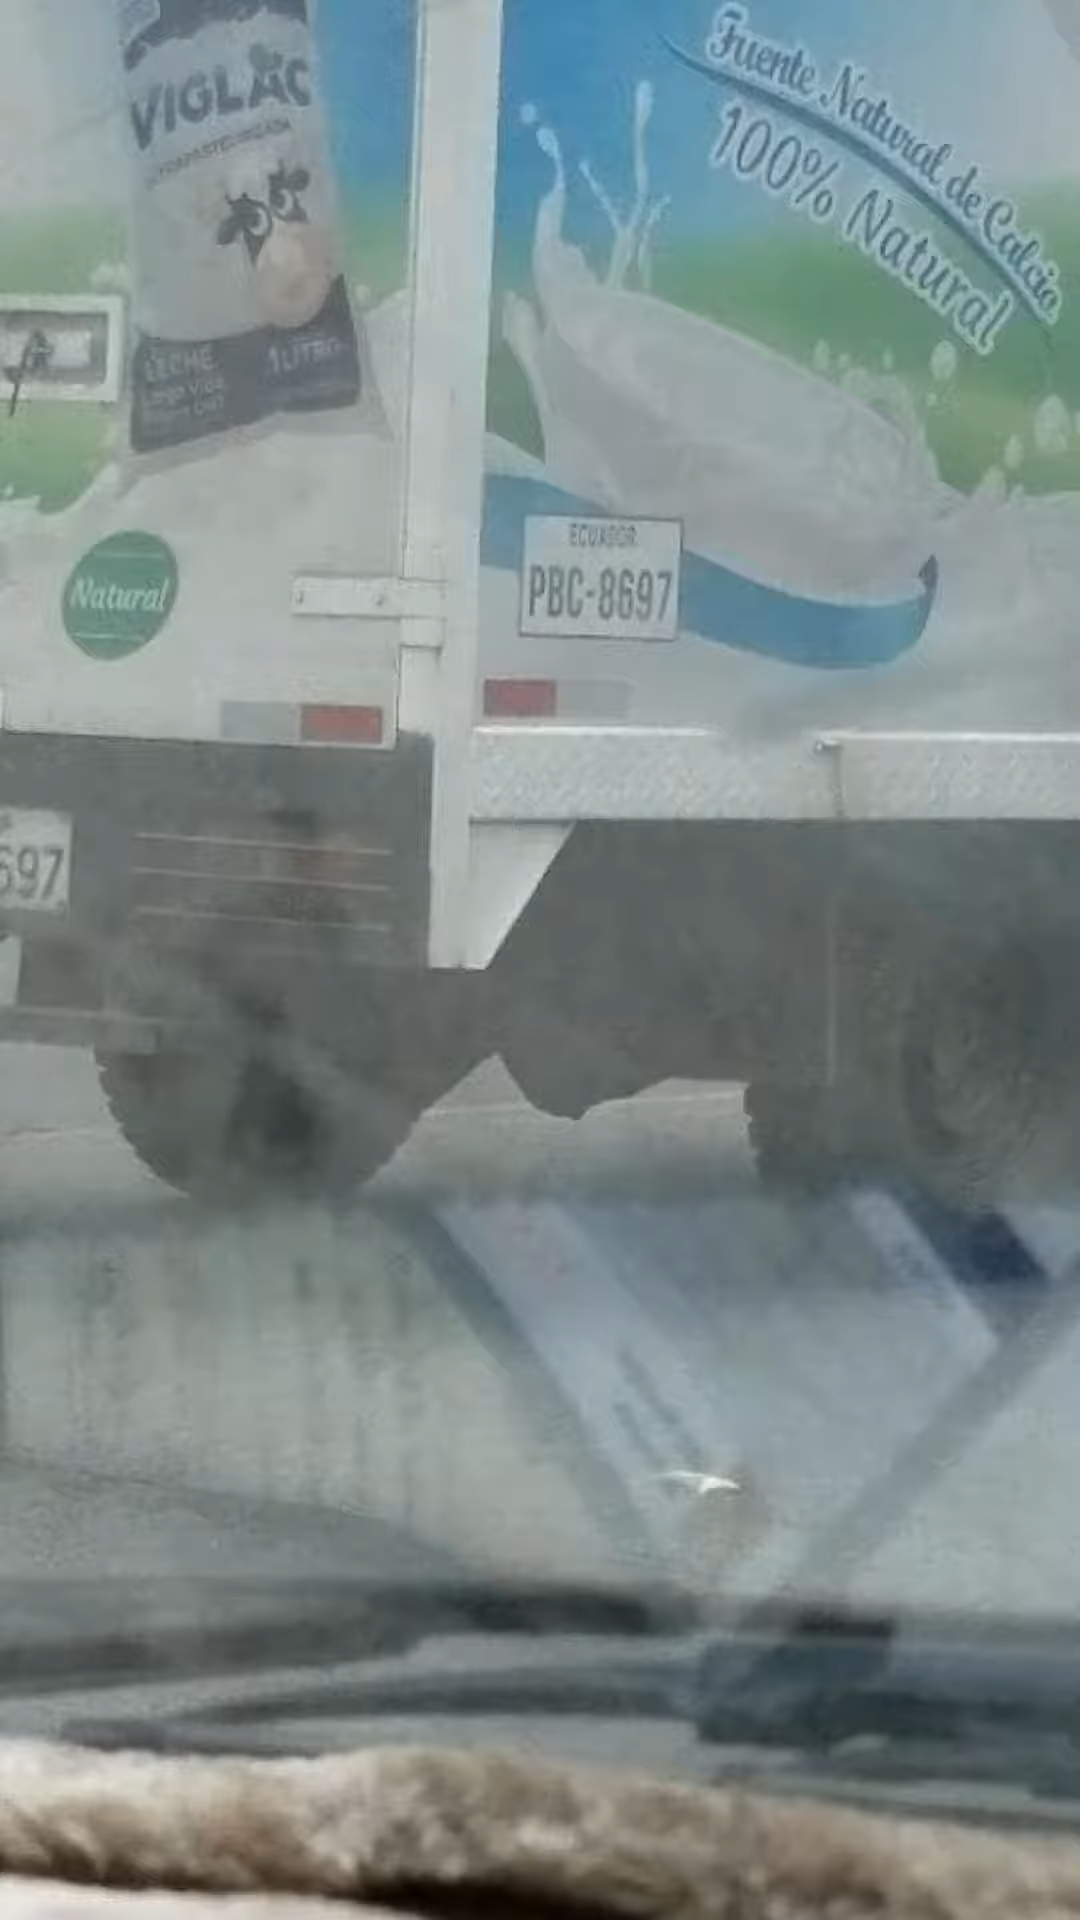 VIGLAC
LECHE
1 LITRO
Natural
Fuente Natural de Calcio
100% Natural
ECUADOR
PBC-8697
697